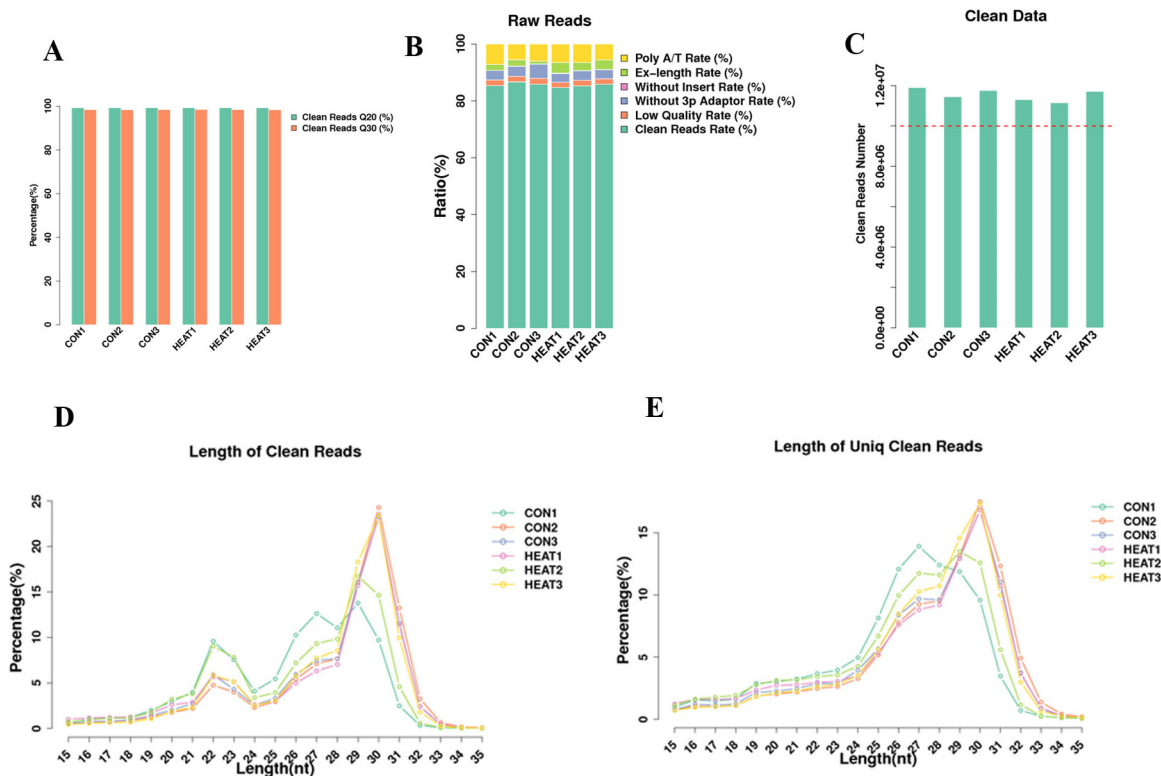 A
Percentage(%)
100
80
60
40
20
0
CON1
CON2
CON3
HEAT1
HEAT2
HEAT3
Clean Reads Q20 (%)
Clean Reads Q30 (%)
B
Raw Reads
Ratio(%)
100
80
60
40
20
0
CON1
CON2
CON3
HEAT1
HEAT2
HEAT3
Poly A/T Rate (%)
Ex−length Rate (%)
Without Insert Rate (%)
Without 3p Adaptor Rate (%)
Low Quality Rate (%)
Clean Reads Rate (%)
C
Clean Data
Clean Reads Number
1.2e+07
8.0e+06
4.0e+06
0.0e+00
CON1
CON2
CON3
HEAT1
HEAT2
HEAT3
D
Length of Clean Reads
Percentage(%)
25
20
15
10
5
0
15 16 17 18 19 20 21 22 23 24 25 26 27 28 29 30 31 32 33 34 35
Length(nt)
CON1
CON2
CON3
HEAT1
HEAT2
HEAT3
E
Length of Uniq Clean Reads
Percentage(%)
15
10
5
0
15 16 17 18 19 20 21 22 23 24 25 26 27 28 29 30 31 32 33 34 35
Length(nt)
CON1
CON2
CON3
HEAT1
HEAT2
HEAT3